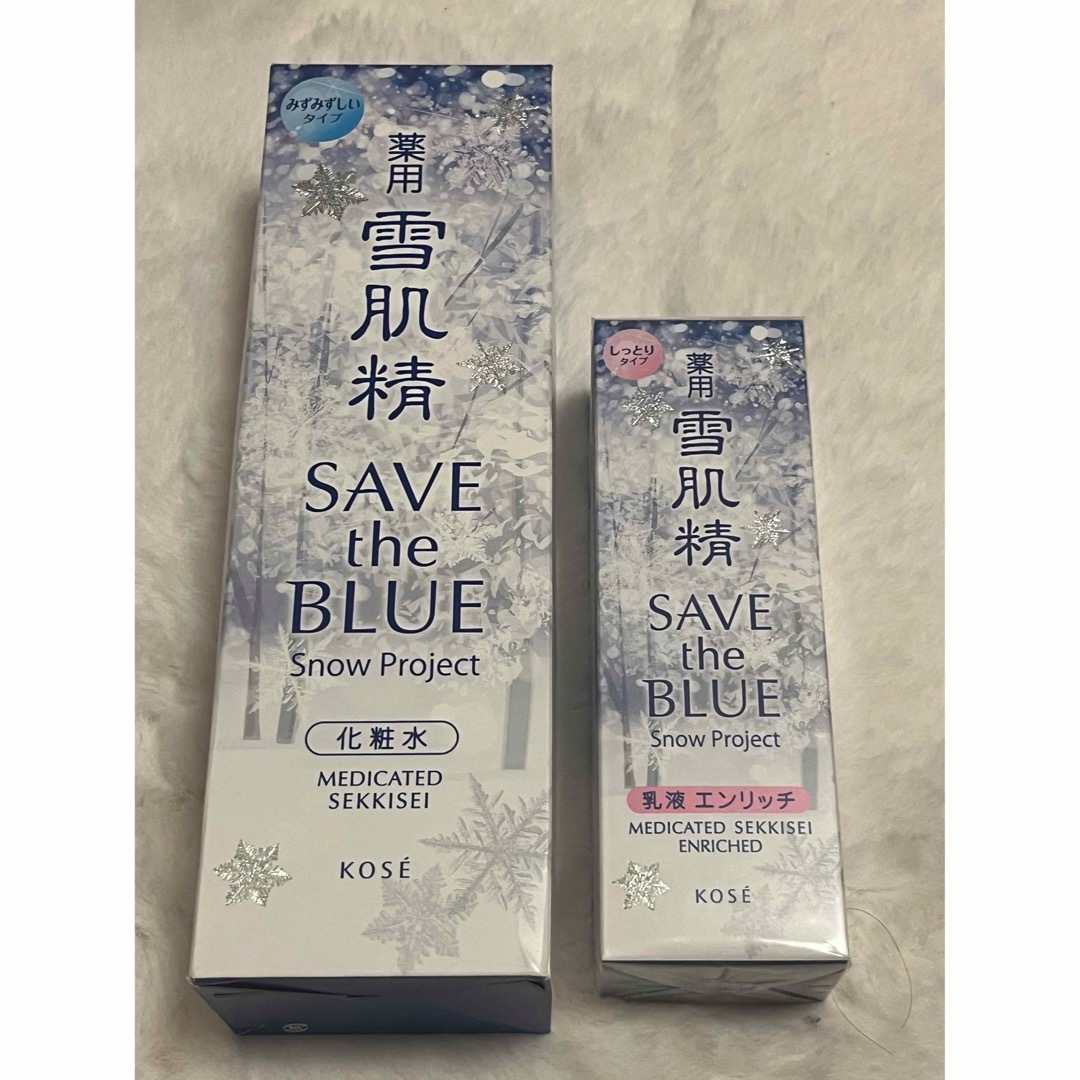 みずみずしい
タイプ
薬用
雪肌精
SAVE
the
BLUE
Snow Project
化粧水
MEDICATED
SEKKISEI
KOSÉ
しっとり
タイプ
薬用
雪肌精
SAVE
the
BLUE
Snow Project
乳液 エンリッチ
MEDICATED SEKKISEI
ENRICHED
KOSÉ